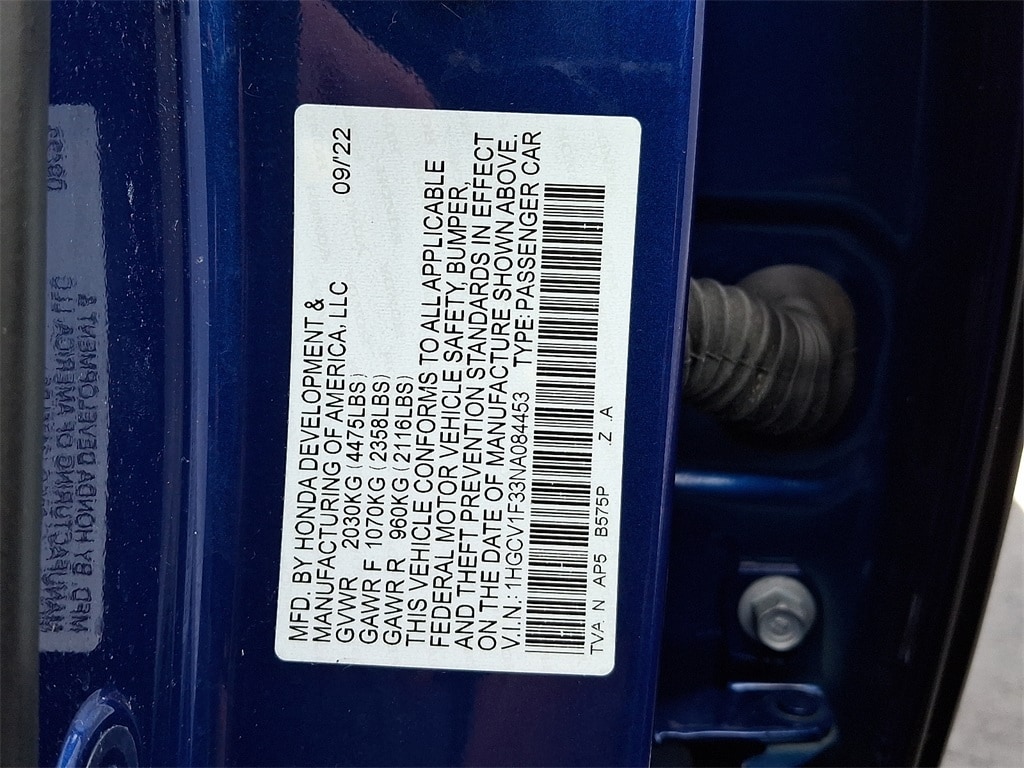 MFD. BY HONDA DEVELOPMENT &
MANUFACTURING OF AMERICA, LLC 09/'22
GVWR 2030KG (4475LBS)
GAWR F 1070KG (2358LBS)
GAWR R 960KG (2116LBS)
THIS VEHICLE CONFORMS TO ALL APPLICABLE
FEDERAL MOTOR VEHICLE SAFETY, BUMPER,
AND THEFT PREVENTION STANDARDS IN EFFECT
ON THE DATE OF MANUFACTURE SHOWN ABOVE.
V.I.N.: 1HGCV1F33NA084453 TYPE: PASSENGER CAR
TVA N AP5 B575P Z A